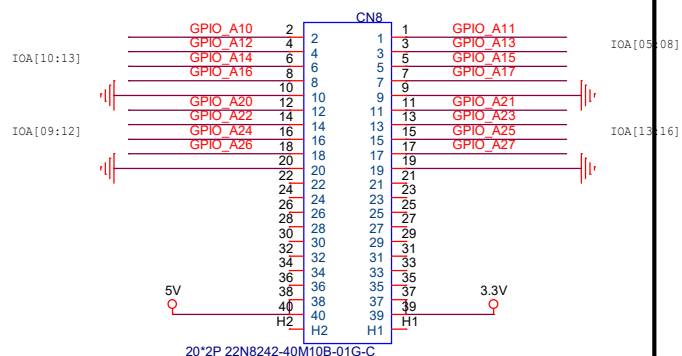 CN8
GPIO_A10 2 2 1 1 GPIO_A11
GPIO_A12 4 4 3 3 GPIO_A13
IOA[10:13] IOA[05:08]
GPIO_A14 6 6 5 5 GPIO_A15
GPIO_A16 8 8 7 7 GPIO_A17
10 10 9 9
GPIO_A20 12 12 11 11 GPIO_A21
GPIO_A22 14 14 13 13 GPIO_A23
IOA[09:12] IOA[13:16]
GPIO_A24 16 16 15 15 GPIO_A25
GPIO_A26 18 18 17 17 GPIO_A27
20 20 19 19
22 22 21 21
24 24 23 23
26 26 25 25
28 28 27 27
30 30 29 29
32 32 31 31
34 34 33 33
36 36 35 35
5V 38 38 37 37 3.3V
40 40 39 39
H2 H2 H1 H1
20*2P 22N8242-40M10B-01G-C